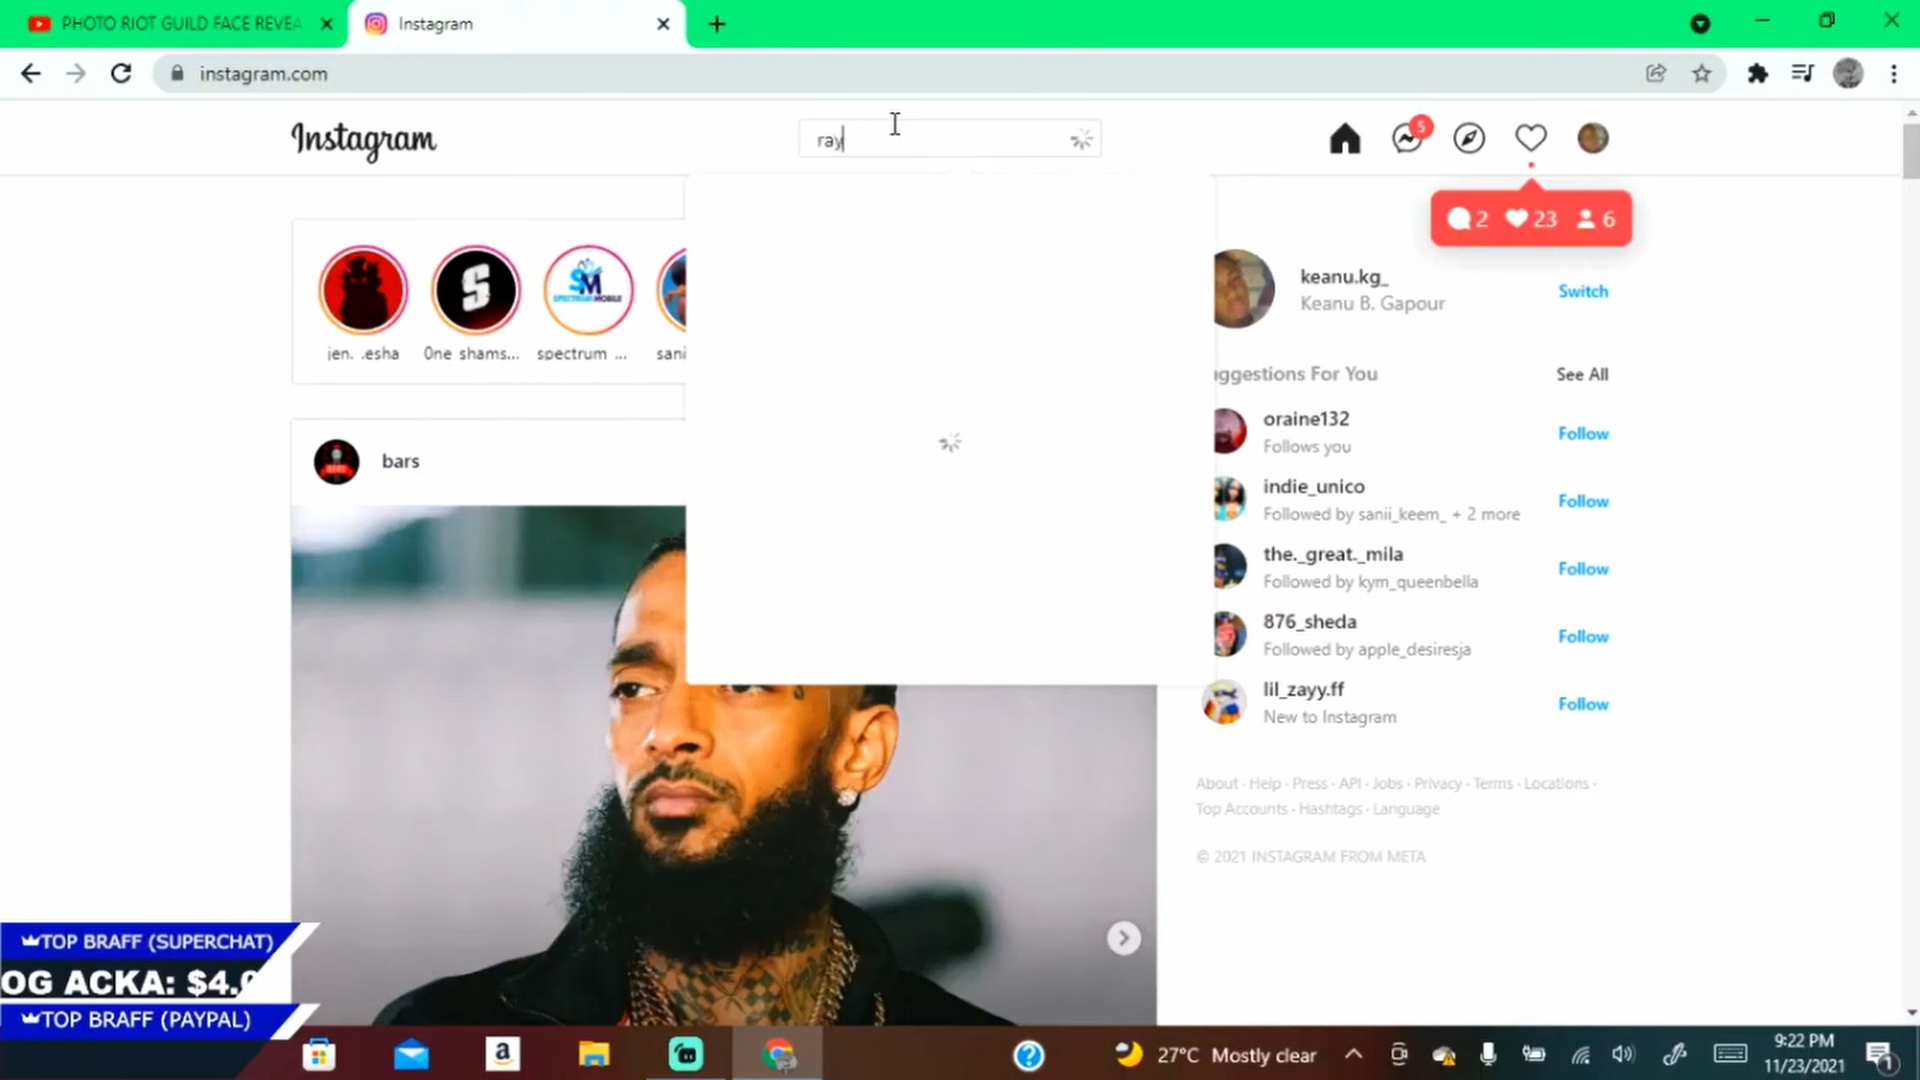 PHOTO RIOT GUILD FACE REVEA
Instagram
instagram.com
Instagram
ray
5
2 23 6
keanu.kg_
Keanu B. Gapour
Switch
jen. .esha
One shams...
spectrum ...
sani
ggestions For You
See All
oraine132
Follows you
Follow
bars
indie_unico
Followed by sanii_keem_ + 2 more
Follow
the._great._mila
Followed by kym_queenbella
Follow
876_sheda
Followed by apple_desiresja
Follow
lil_zayy.ff
New to Instagram
Follow
About · Help · Press · API · Jobs · Privacy · Terms · Locations ·
Top Accounts · Hashtags · Language
© 2021 INSTAGRAM FROM META
TOP BRAFF (SUPERCHAT)
OG ACKA: $4.0
TOP BRAFF (PAYPAL)
27°C Mostly clear
9:22 PM
11/23/2021
1